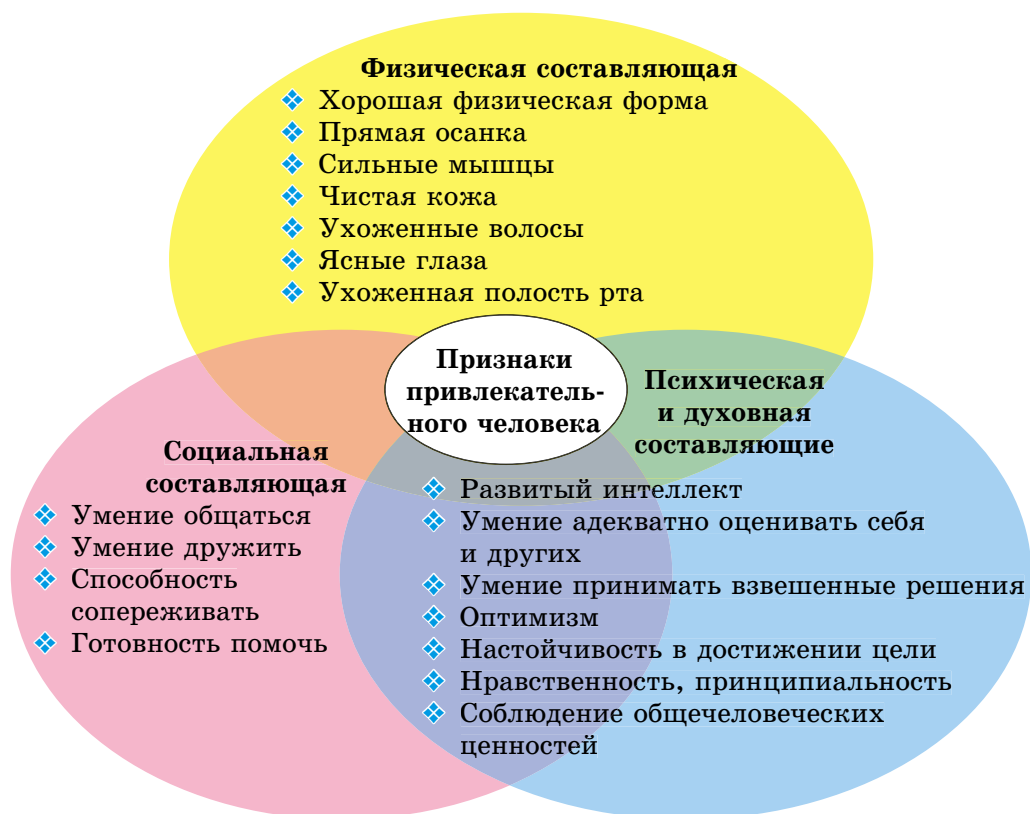 Физическая составляющая
❖ Хорошая физическая форма
❖ Прямая осанка
❖ Сильные мышцы
❖ Чистая кожа
❖ Ухоженные волосы
❖ Ясные глаза
❖ Ухоженная полость рта
Признаки
привлекатель-
ного человека
Социальная
составляющая
❖ Умение общаться
❖ Умение дружить
❖ Способность
сопереживать
❖ Готовность помочь
Психическая
и духовная
составляющие
❖ Развитый интеллект
❖ Умение адекватно оценивать себя
и других
❖ Умение принимать взвешенные решения
❖ Оптимизм
❖ Настойчивость в достижении цели
❖ Нравственность, принципиальность
❖ Соблюдение общечеловеческих
ценностей